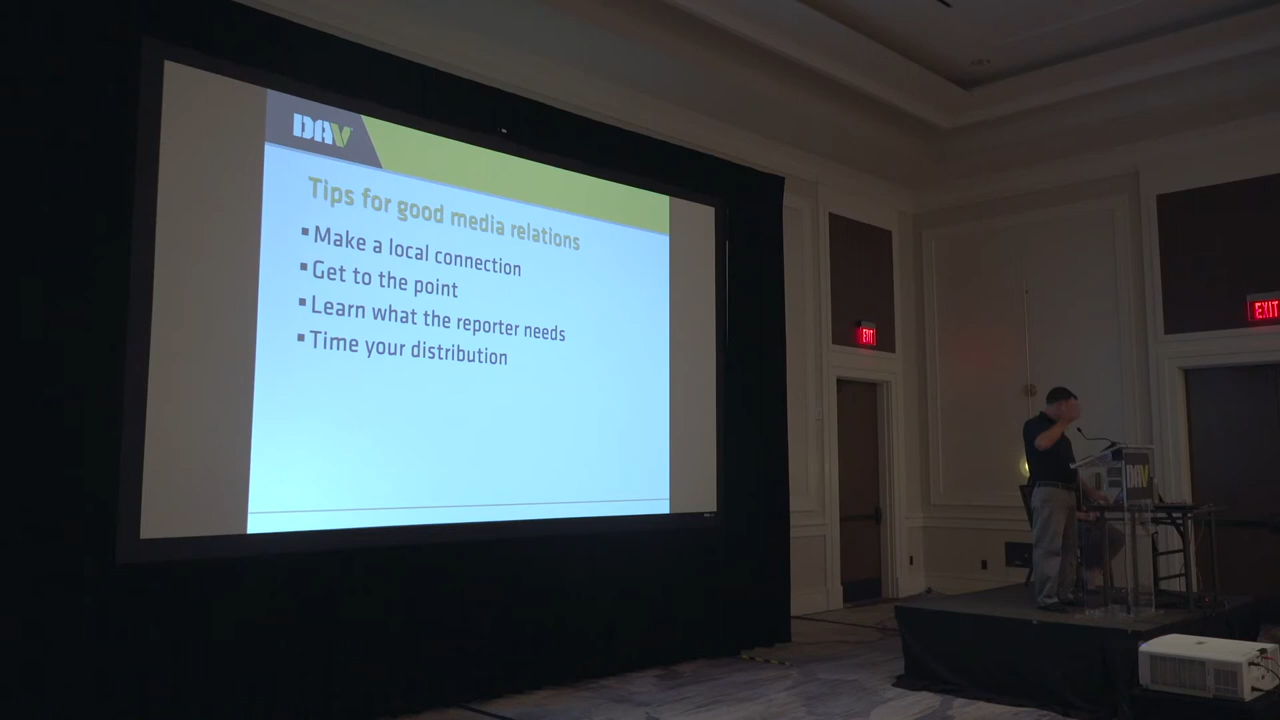 DAV
Tips for good media relations
▪Make a local connection
▪Get to the point
▪Learn what the reporter needs
▪Time your distribution
EXIT
EXIT
DAV